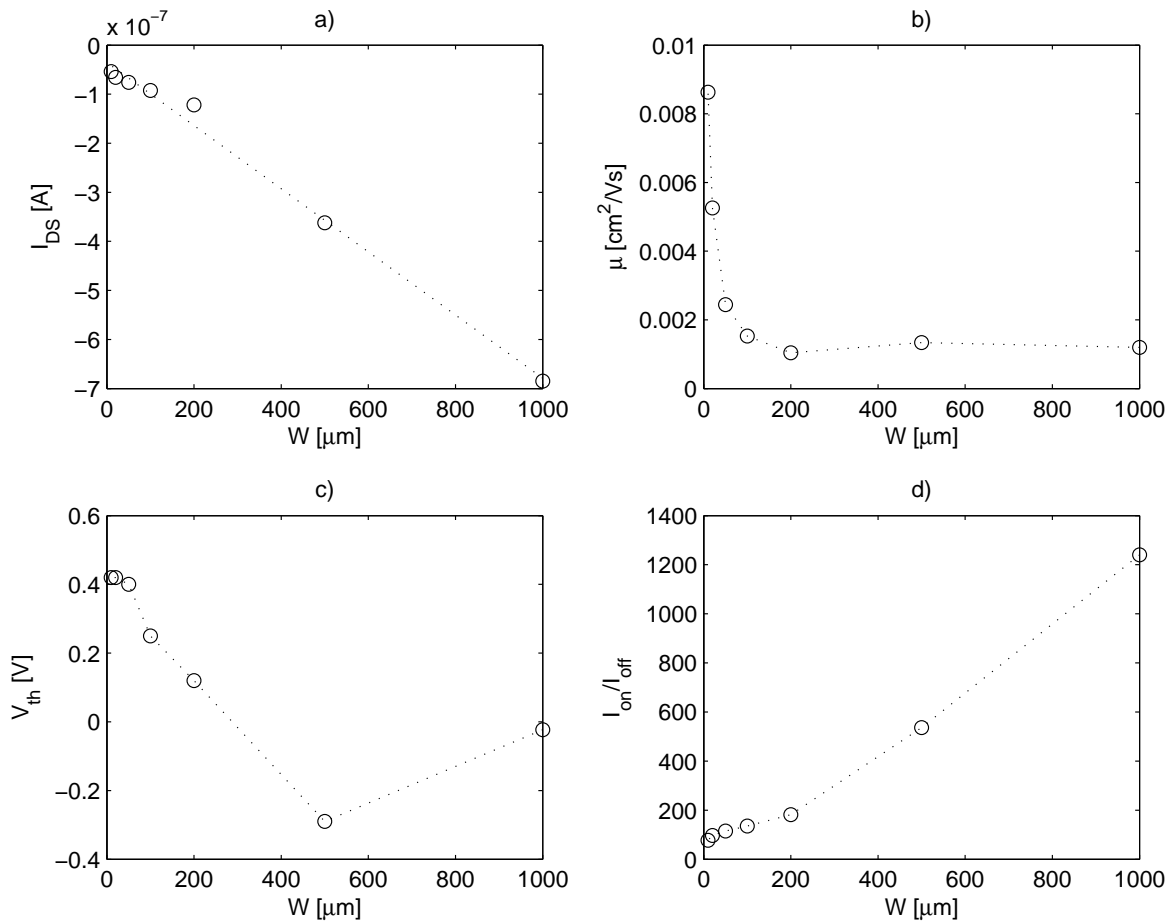 a)
x 10⁻⁷
0
−1
−2
−3
−4
−5
−6
−7
I_DS [A]
0 200 400 600 800 1000
W [μm]
b)
0.01
0.008
0.006
0.004
0.002
0
μ [cm²/Vs]
0 200 400 600 800 1000
W [μm]
c)
0.6
0.4
0.2
0
−0.2
−0.4
V_th [V]
0 200 400 600 800 1000
W [μm]
d)
1400
1200
1000
800
600
400
200
0
I_on/I_off
0 200 400 600 800 1000
W [μm]